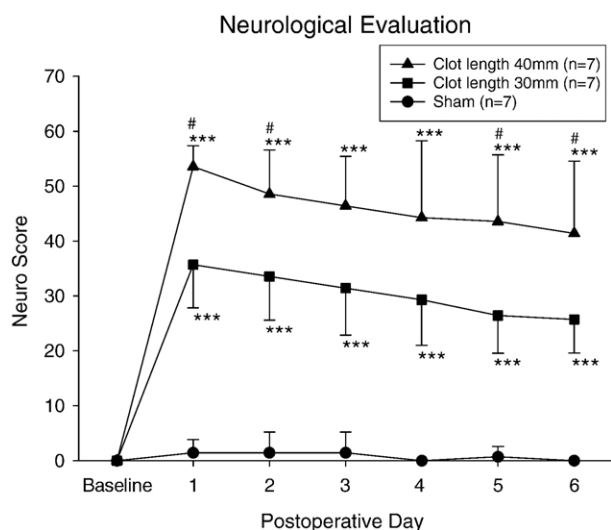 Neurological Evaluation
Clot length 40mm (n=7)
Clot length 30mm (n=7)
Sham (n=7)
Neuro Score
70
60
50
40
30
20
10
0
# # # #
*** *** *** *** *** ***
*** *** *** *** *** ***
Baseline 1 2 3 4 5 6
Postoperative Day